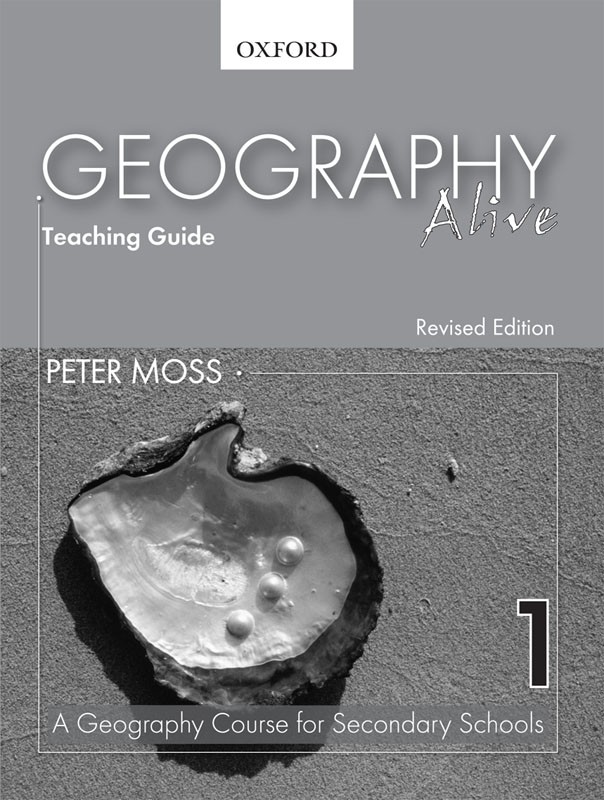 OXFORD
GEOGRAPHY
Alive
Teaching Guide
Revised Edition
PETER MOSS
1
A Geography Course for Secondary Schools